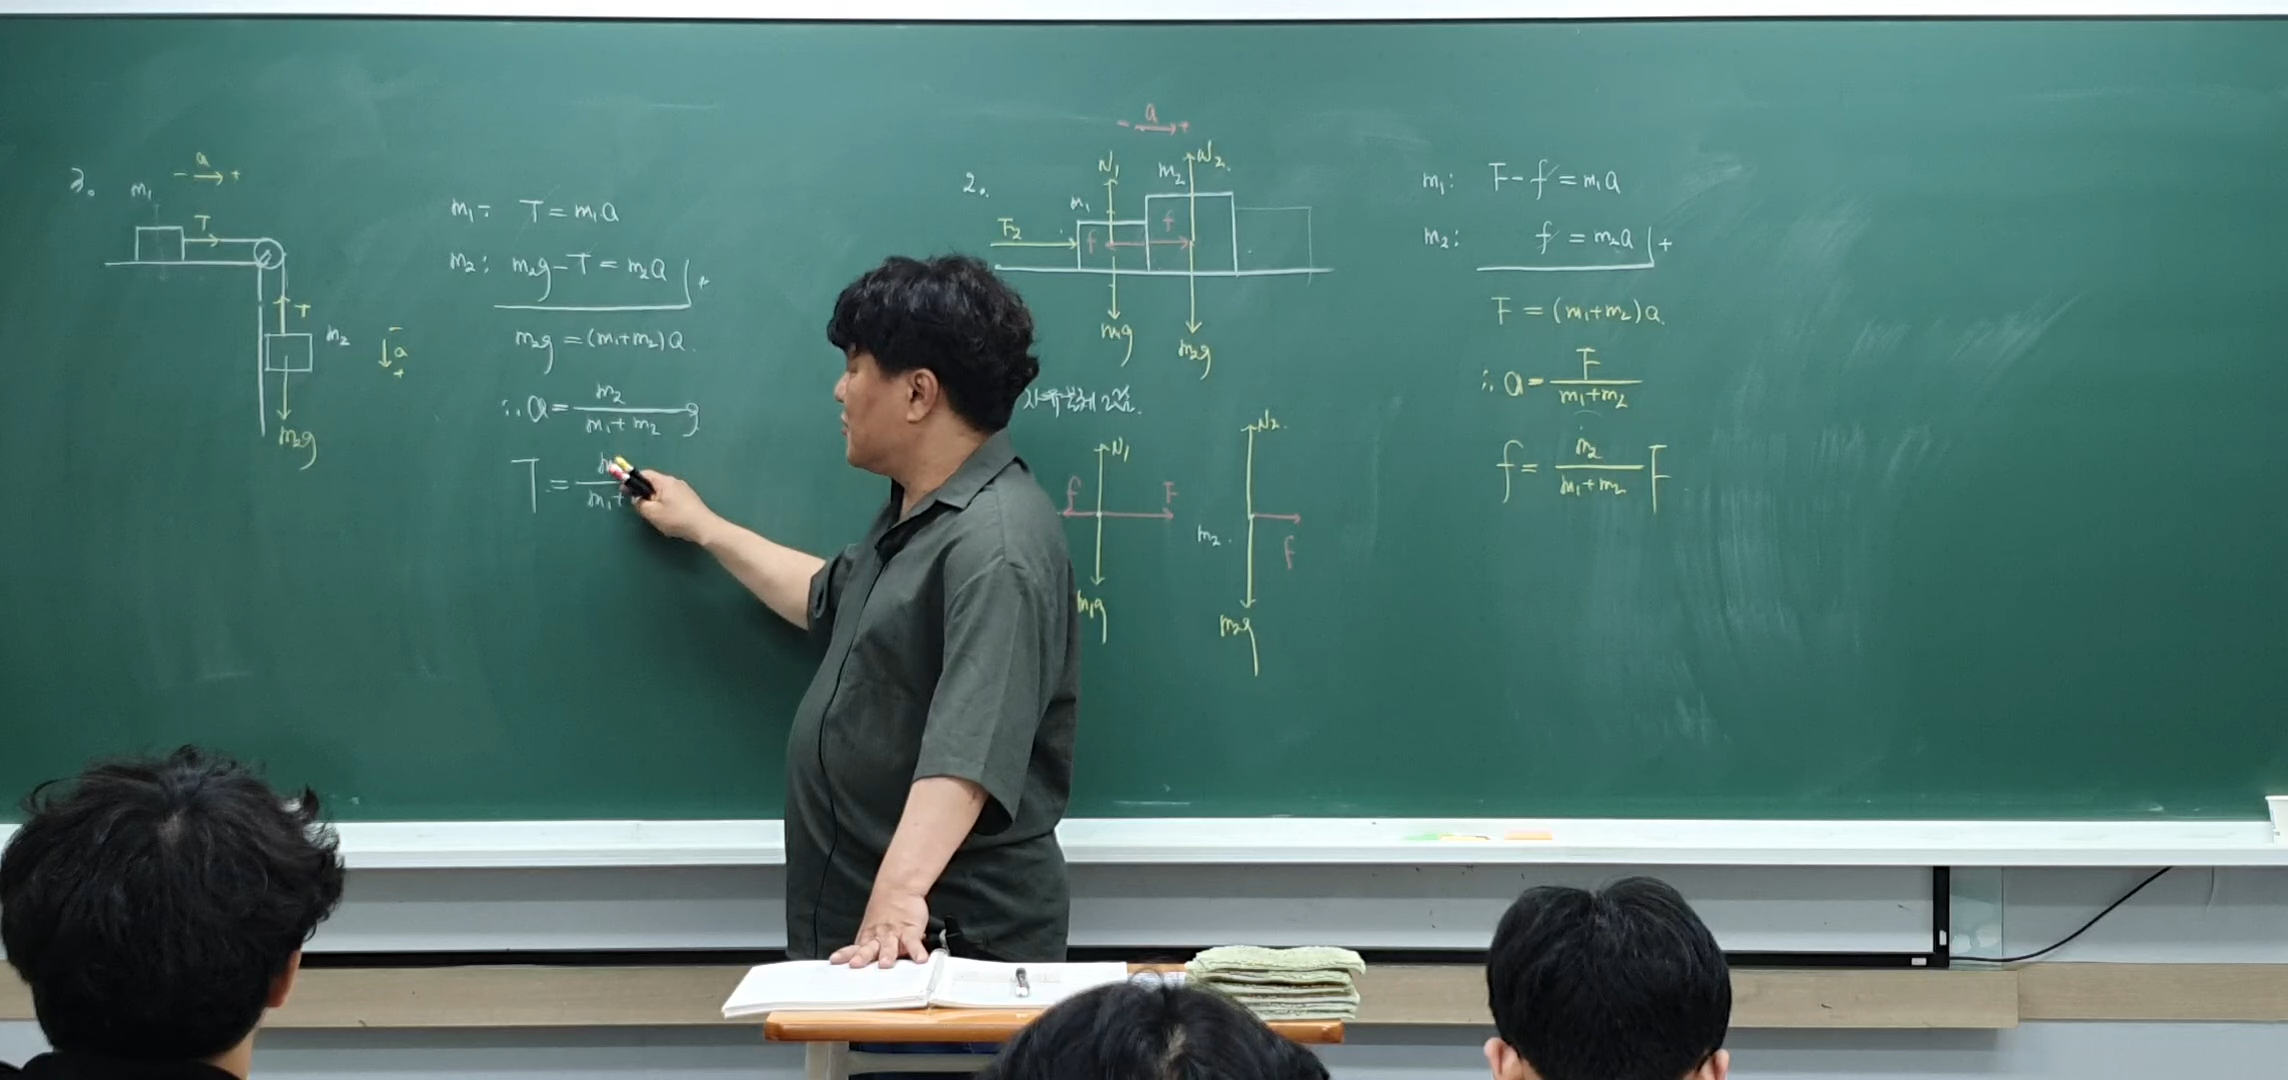 3.
m₁
- a +
T
T
m₂
- a +
m₂g
m₁: T = m₁a
m₂: m₂g - T = m₂a +
m₂g = (m₁+m₂)a.
∴ a = m₂/(m₁+m₂) g
T =
2.
- a +
N₁
m₂
N₂.
m₁
F₂
f
f
m₁g
m₂g
N₁
f
F
m₁g
N₂.
m₂.
f
m₂g
m₁: F - f = m₁a
m₂: f = m₂a +
F = (m₁+m₂)a.
∴ a = F/(m₁+m₂)
f = m₂/(m₁+m₂) F